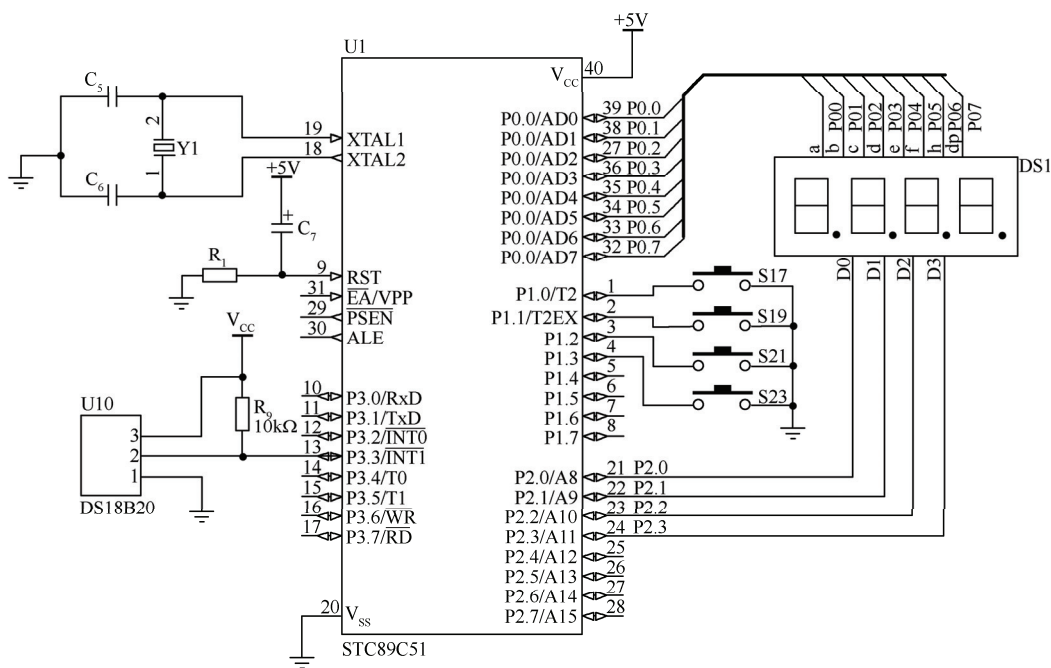 +5V
U1
C5
2
Y1
1
C6
19
XTAL1
18
XTAL2
+5V
+
C7
R1
9
RST
31
EA/VPP
29
PSEN
30
ALE
VCC
R9
10kΩ
U10
3
2
1
DS18B20
10
P3.0/RxD
11
P3.1/TxD
12
P3.2/INT0
13
P3.3/INT1
14
P3.4/T0
15
P3.5/T1
16
P3.6/WR
17
P3.7/RD
20
VSS
STC89C51
VCC
40
P0.0/AD0
39 P0.0
P0.0/AD1
38 P0.1
P0.0/AD2
27 P0.2
P0.0/AD3
36 P0.3
P0.0/AD4
35 P0.4
P0.0/AD5
34 P0.5
P0.0/AD6
33 P0.6
P0.0/AD7
32 P0.7
P1.0/T2
1
P1.1/T2EX
2
P1.2
3
P1.3
4
P1.4
5
P1.5
6
P1.6
7
P1.7
8
S17
S19
S21
S23
P2.0/A8
21 P2.0
P2.1/A9
22 P2.1
P2.2/A10
23 P2.2
P2.3/A11
24 P2.3
P2.4/A12
25
P2.5/A13
26
P2.6/A14
27
P2.7/A15
28
a
b P00
c P01
d P02
e P03
f P04
h P05
dp P06
P07
DS1
D0
D1
D2
D3